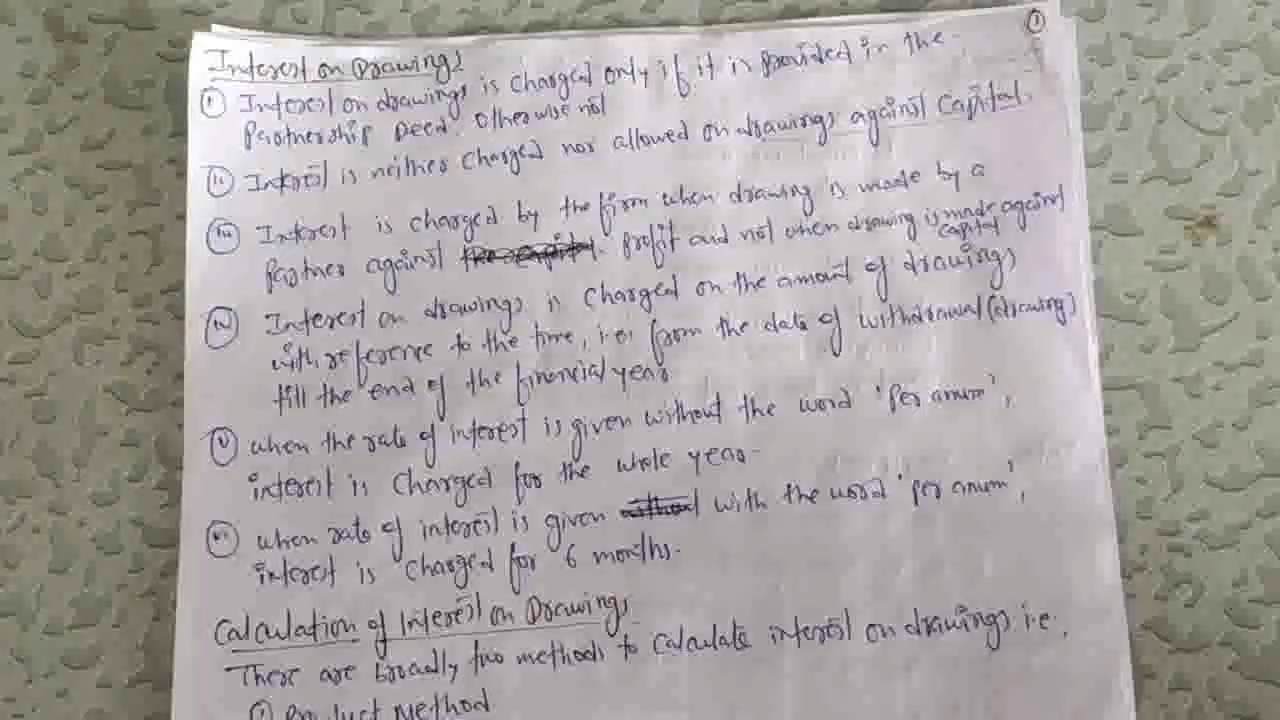 ①
Interest on Drawings
(i) Interest on drawings is charged only if it is provided in the
Partnership Deed. Otherwise not
(ii) Interest is neither charged nor allowed on drawings against capital.
(iii) Interest is charged by the firm when drawing is made by a
Partner against the capital. profit and not when drawing is made against
capital
(iv) Interest on drawings is charged on the amount of drawings
with reference to the time, i.e. from the date of withdrawal (drawing)
till the end of the financial year
(v) when the rate of interest is given without the word 'per anum',
interest is charged for the whole year.
(vi) when rate of interest is given without with the word 'per anum',
interest is charged for 6 months.
Calculation of Interest on Drawings
There are broadly two methods to calculate interest on drawings i.e.
(i) Product Method